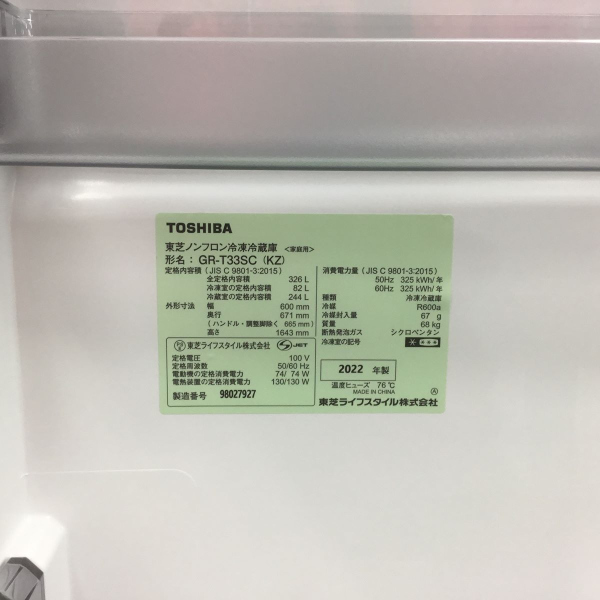 TOSHIBA
東芝ノンフロン冷凍冷蔵庫 <家庭用>
形名： GR-T33SC (KZ)
定格内容積 (JIS C 9801-3:2015)
全定格内容積 326 L
冷凍室の定格内容積 82 L
冷蔵室の定格内容積 244 L
外形寸法 幅 600 mm
奥行 671 mm
(ハンドル・調整脚除く 665 mm)
高さ 1643 mm
消費電力量 (JIS C 9801-3:2015)
50Hz 325 kWh/年
60Hz 325 kWh/年
種類 冷凍冷蔵庫
冷媒 R600a
冷媒封入量 67 g
質量 68 kg
断熱発泡ガス シクロペンタン
冷凍室の記号
東芝ライフスタイル株式会社 S-JET
定格電圧 100 V
定格周波数 50/60 Hz
電動機の定格消費電力 74/ 74 W
電熱装置の定格消費電力 130/130 W
製造番号 98027927
2022 年製
温度ヒューズ 76 ℃
MADE IN CHINA
A
東芝ライフスタイル株式会社